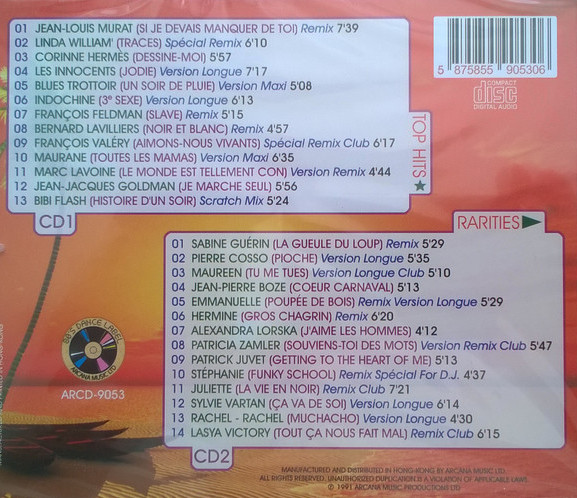 01 JEAN-LOUIS MURAT (SI JE DEVAIS MANQUER DE TOI) Remix 7'39
02 LINDA WILLIAM' (TRACES) Spécial Remix 6'10
03 CORINNE HERMÈS (DESSINE-MOI) 5'57
04 LES INNOCENTS (JODIE) Version Longue 7'17
05 BLUES TROTTOIR (UN SOIR DE PLUIE) Version Maxi 5'08
06 INDOCHINE (3e SEXE) Version Longue 6'13
07 FRANÇOIS FELDMAN (SLAVE) Remix 5'15
08 BERNARD LAVILLIERS (NOIR ET BLANC) Remix 4'57
09 FRANÇOIS VALÉRY (AIMONS-NOUS VIVANTS) Spécial Remix Club 6'17
10 MAURANE (TOUTES LES MAMAS) Version Maxi 6'35
11 MARC LAVOINE (LE MONDE EST TELLEMENT CON) Version Remix 4'44
12 JEAN-JACQUES GOLDMAN (JE MARCHE SEUL) 5'56
13 BIBI FLASH (HISTOIRE D'UN SOIR) Scratch Mix 5'24
CD1
TOP HITS
5 875855 905306
COMPACT
disc
DIGITAL AUDIO
RARITIES
01 SABINE GUÉRIN (LA GUEULE DU LOUP) Remix 5'29
02 PIERRE COSSO (PIOCHE) Version Longue 5'35
03 MAUREEN (TU ME TUES) Version Longue Club 5'10
04 JEAN-PIERRE BOZE (COEUR CARNAVAL) 5'13
05 EMMANUELLE (POUPÉE DE BOIS) Remix Version Longue 5'29
06 HERMINE (GROS CHAGRIN) Remix 6'20
07 ALEXANDRA LORSKA (J'AIME LES HOMMES) 4'12
08 PATRICIA ZAMLER (SOUVIENS-TOI DES MOTS) Version Remix Club 5'47
09 PATRICK JUVET (GETTING TO THE HEART OF ME) 5'13
10 STÉPHANIE (FUNKY SCHOOL) Remix Spécial For D.J. 4'37
11 JULIETTE (LA VIE EN NOIR) Remix Club 7'21
12 SYLVIE VARTAN (ÇA VA DE SOI) Version Longue 6'14
13 RACHEL - RACHEL (MUCHACHO) Version Longue 4'30
14 LASYA VICTORY (TOUT ÇA NOUS FAIT MAL) Remix Club 6'15
CD2
80'S DANCE LABEL
ARCANA MUSIC LTD
ARCD-9053
MANUFACTURED AND DISTRIBUTED IN HONG-KONG BY ARCANA MUSIC LTD.
ALL RIGHTS RESERVED. UNAUTHORIZED DUPLICATION IS A VIOLATION OF APPLICABLE LAWS.
℗ 1991 ARCANA MUSIC PRODUCTIONS LTD